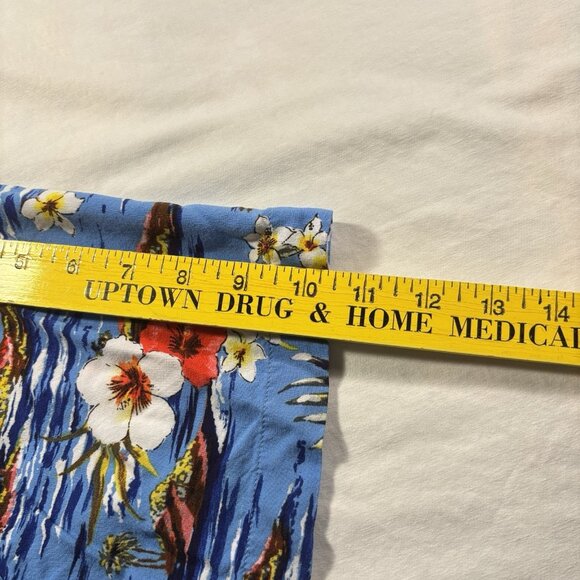 5 6 7 8 9 10 11 12 13 14
UPTOWN DRUG & HOME MEDICAL